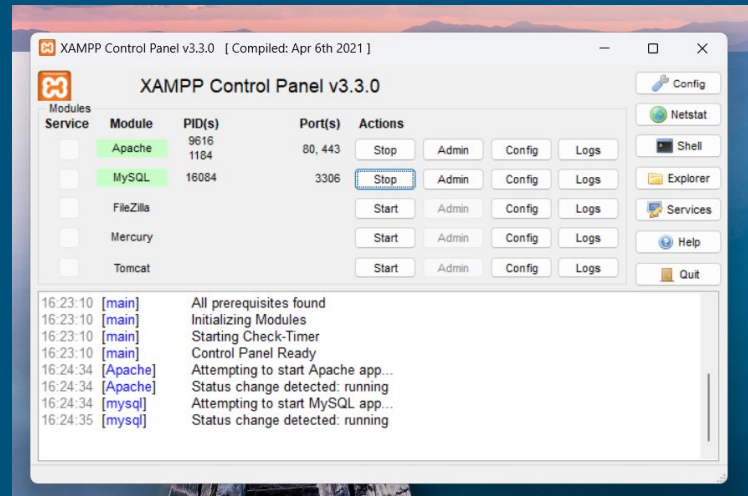 XAMPP Control Panel v3.3.0 [ Compiled: Apr 6th 2021 ]
XAMPP Control Panel v3.3.0
Config
Modules
Service Module PID(s) Port(s) Actions
Netstat
Apache 9616 1184 80, 443 Stop Admin Config Logs
Shell
MySQL 16084 3306 Stop Admin Config Logs
Explorer
FileZilla Start Admin Config Logs
Services
Mercury Start Admin Config Logs
Help
Tomcat Start Admin Config Logs
Quit
16:23:10 [main] All prerequisites found
16:23:10 [main] Initializing Modules
16:23:10 [main] Starting Check-Timer
16:23:10 [main] Control Panel Ready
16:24:34 [Apache] Attempting to start Apache app...
16:24:34 [Apache] Status change detected: running
16:24:34 [mysql] Attempting to start MySQL app...
16:24:35 [mysql] Status change detected: running